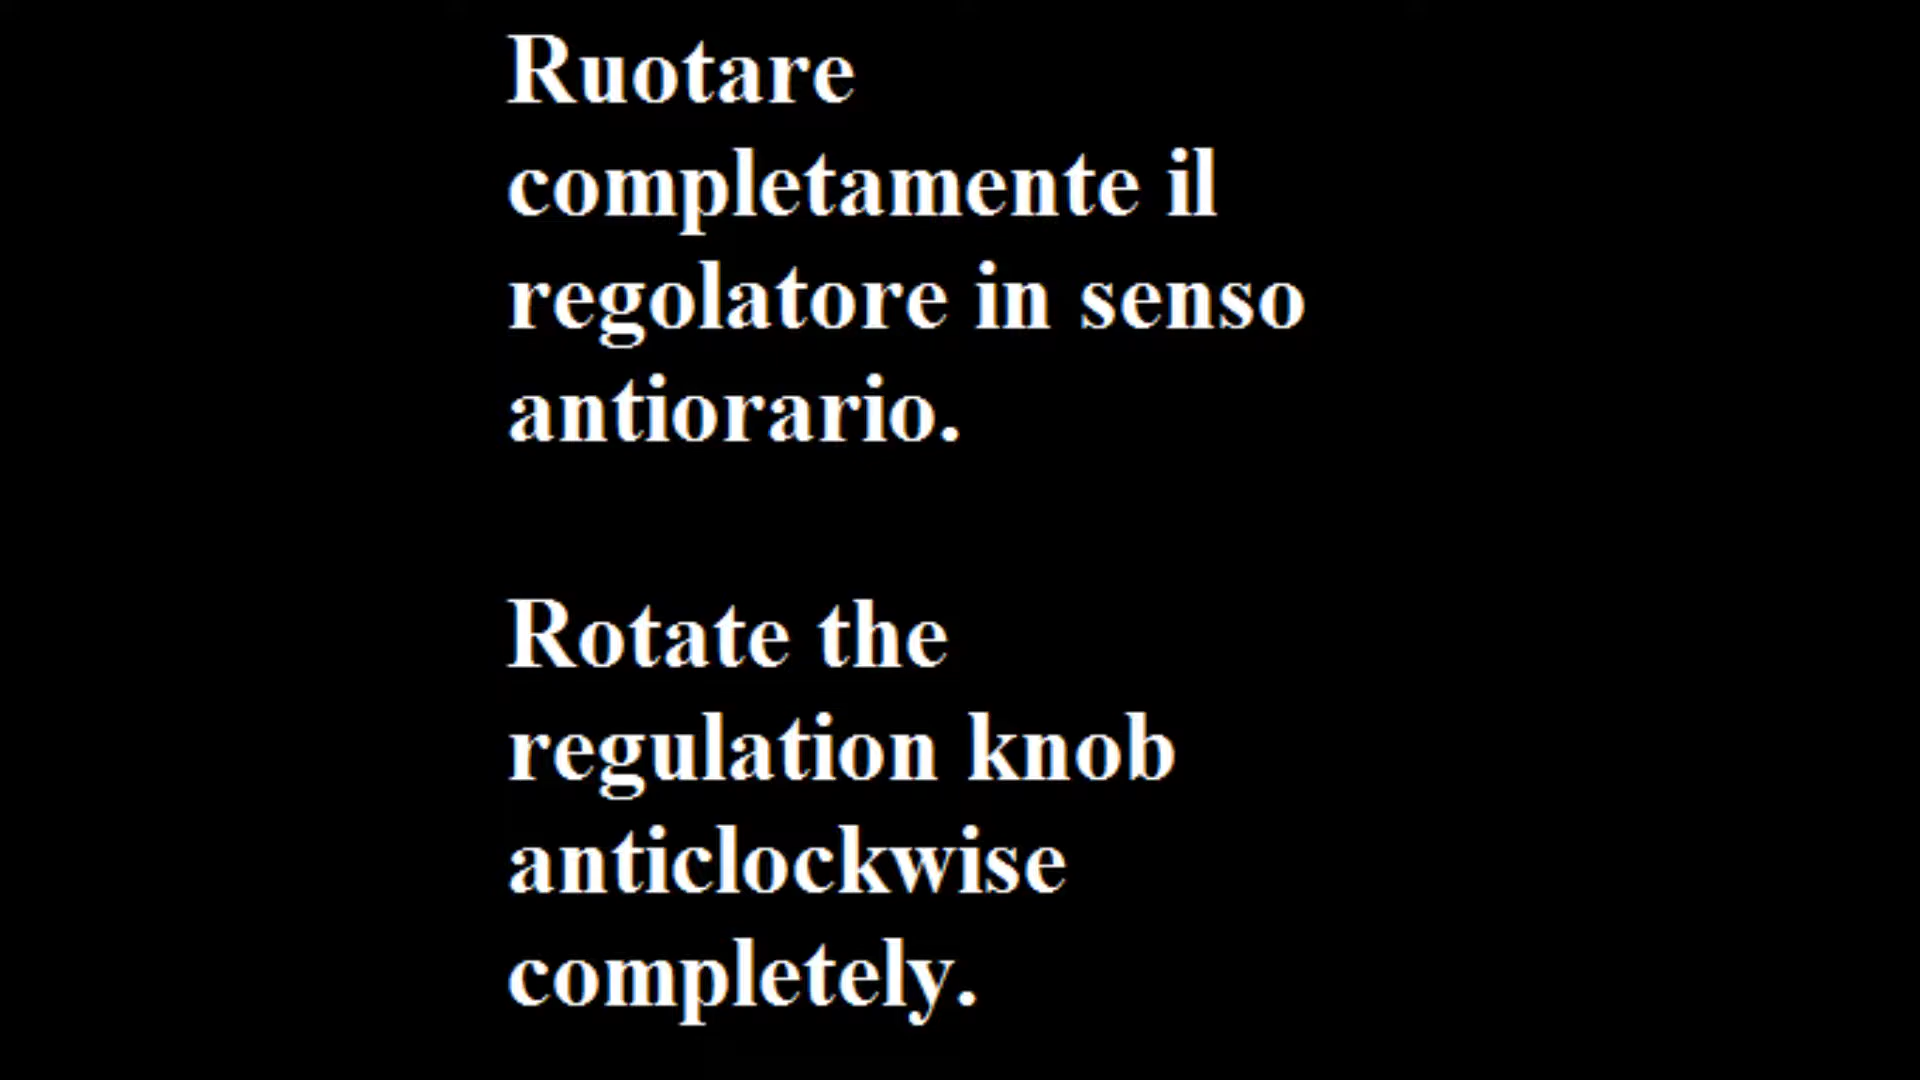 Ruotare
completamente il
regolatore in senso
antiorario.
Rotate the
regulation knob
anticlockwise
completely.